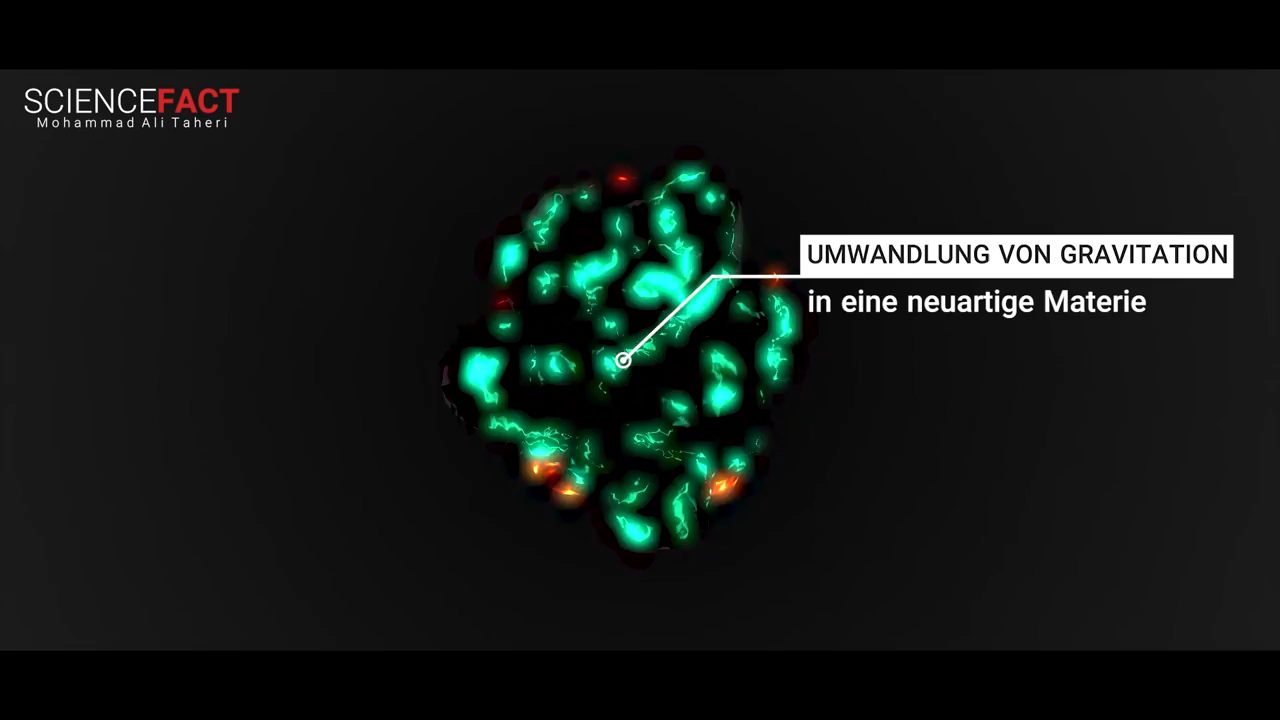 SCIENCEFACT
Mohammad Ali Taheri
UMWANDLUNG VON GRAVITATION
in eine neuartige Materie